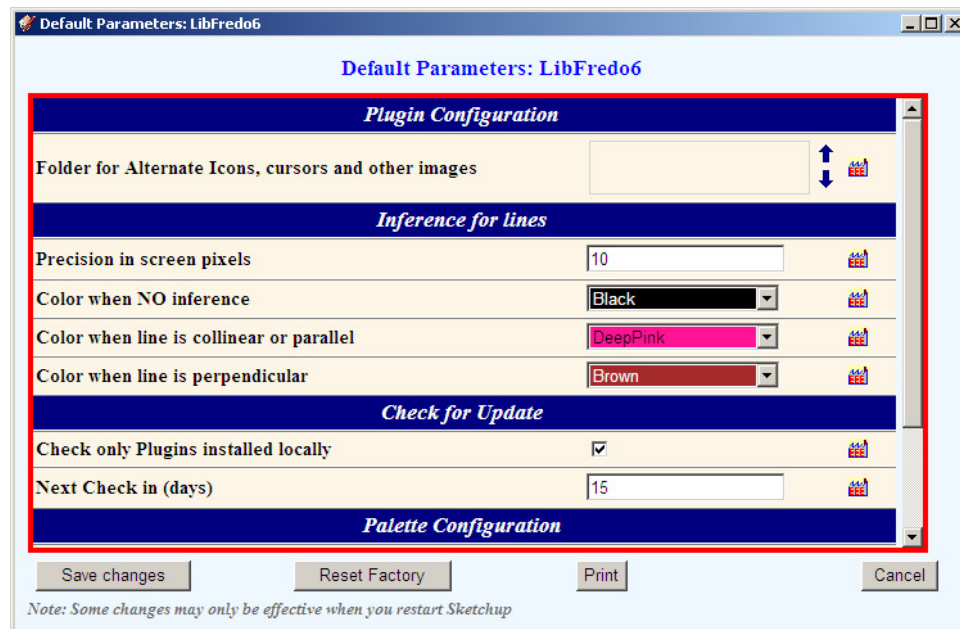 Default Parameters: LibFredo6
Default Parameters: LibFredo6
Plugin Configuration
Folder for Alternate Icons, cursors and other images
Inference for lines
Precision in screen pixels 10
Color when NO inference Black
Color when line is collinear or parallel DeepPink
Color when line is perpendicular Brown
Check for Update
Check only Plugins installed locally
Next Check in (days) 15
Palette Configuration
Save changes Reset Factory Print Cancel
Note: Some changes may only be effective when you restart Sketchup